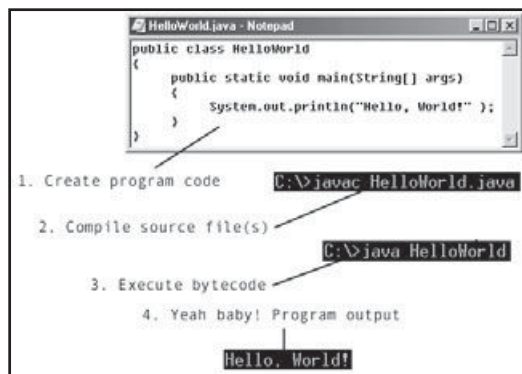 HelloWorld.java - Notepad
public class HelloWorld
{
public static void main(String[] args)
{
System.out.println("Hello, World!" );
}
}
1. Create program code
C:\>javac HelloWorld.java
2. Compile source file(s)
C:\>java HelloWorld
3. Execute bytecode
4. Yeah baby! Program output
Hello, World!